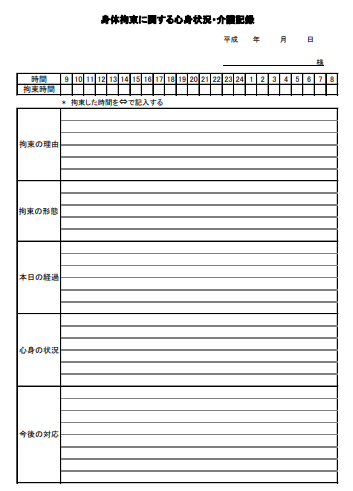 身体拘束に関する心身状況・介護記録
平成　年　月　日
様
時間 9 10 11 12 13 14 15 16 17 18 19 20 21 22 23 24 1 2 3 4 5 6 7 8
拘束時間
* 拘束した時間を⇔で記入する
拘束の理由
拘束の形態
本日の経過
心身の状況
今後の対応